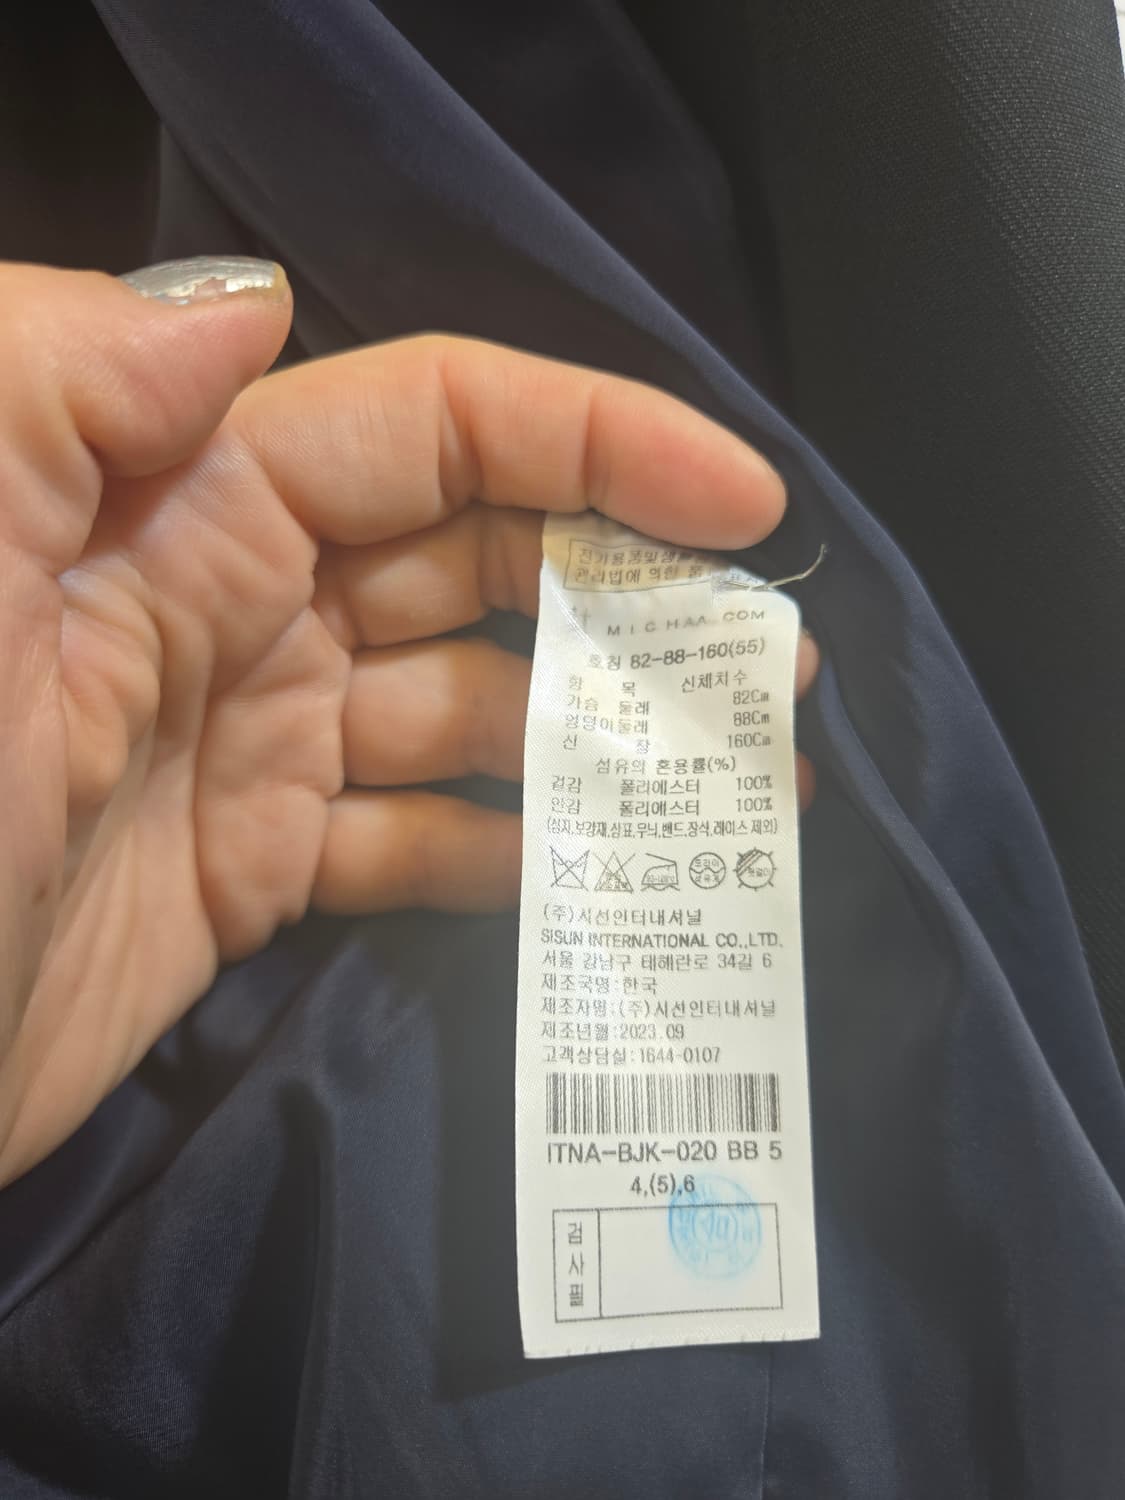 전기용품및생활
관리법에 의한 품
it MICHAA.COM
호칭 82-88-160(55)
항 목 신체치수
가슴 둘레 82Cm
엉덩이둘레 88Cm
신 장 160Cm
섬유의 혼용률(%)
겉감 폴리에스터 100%
안감 폴리에스터 100%
(심지,보강재,상표,무늬,밴드,장식,레이스 제외)
드라이
(주)시선인터내셔널
SISUN INTERNATIONAL CO.,LTD.
서울 강남구 테헤란로 34길 6
제조국명:한국
제조자명:(주)시선인터내셔널
제조년월:2023.09
고객상담실:1644-0107
ITNA-BJK-020 BB 5
4,(5),6
검사필